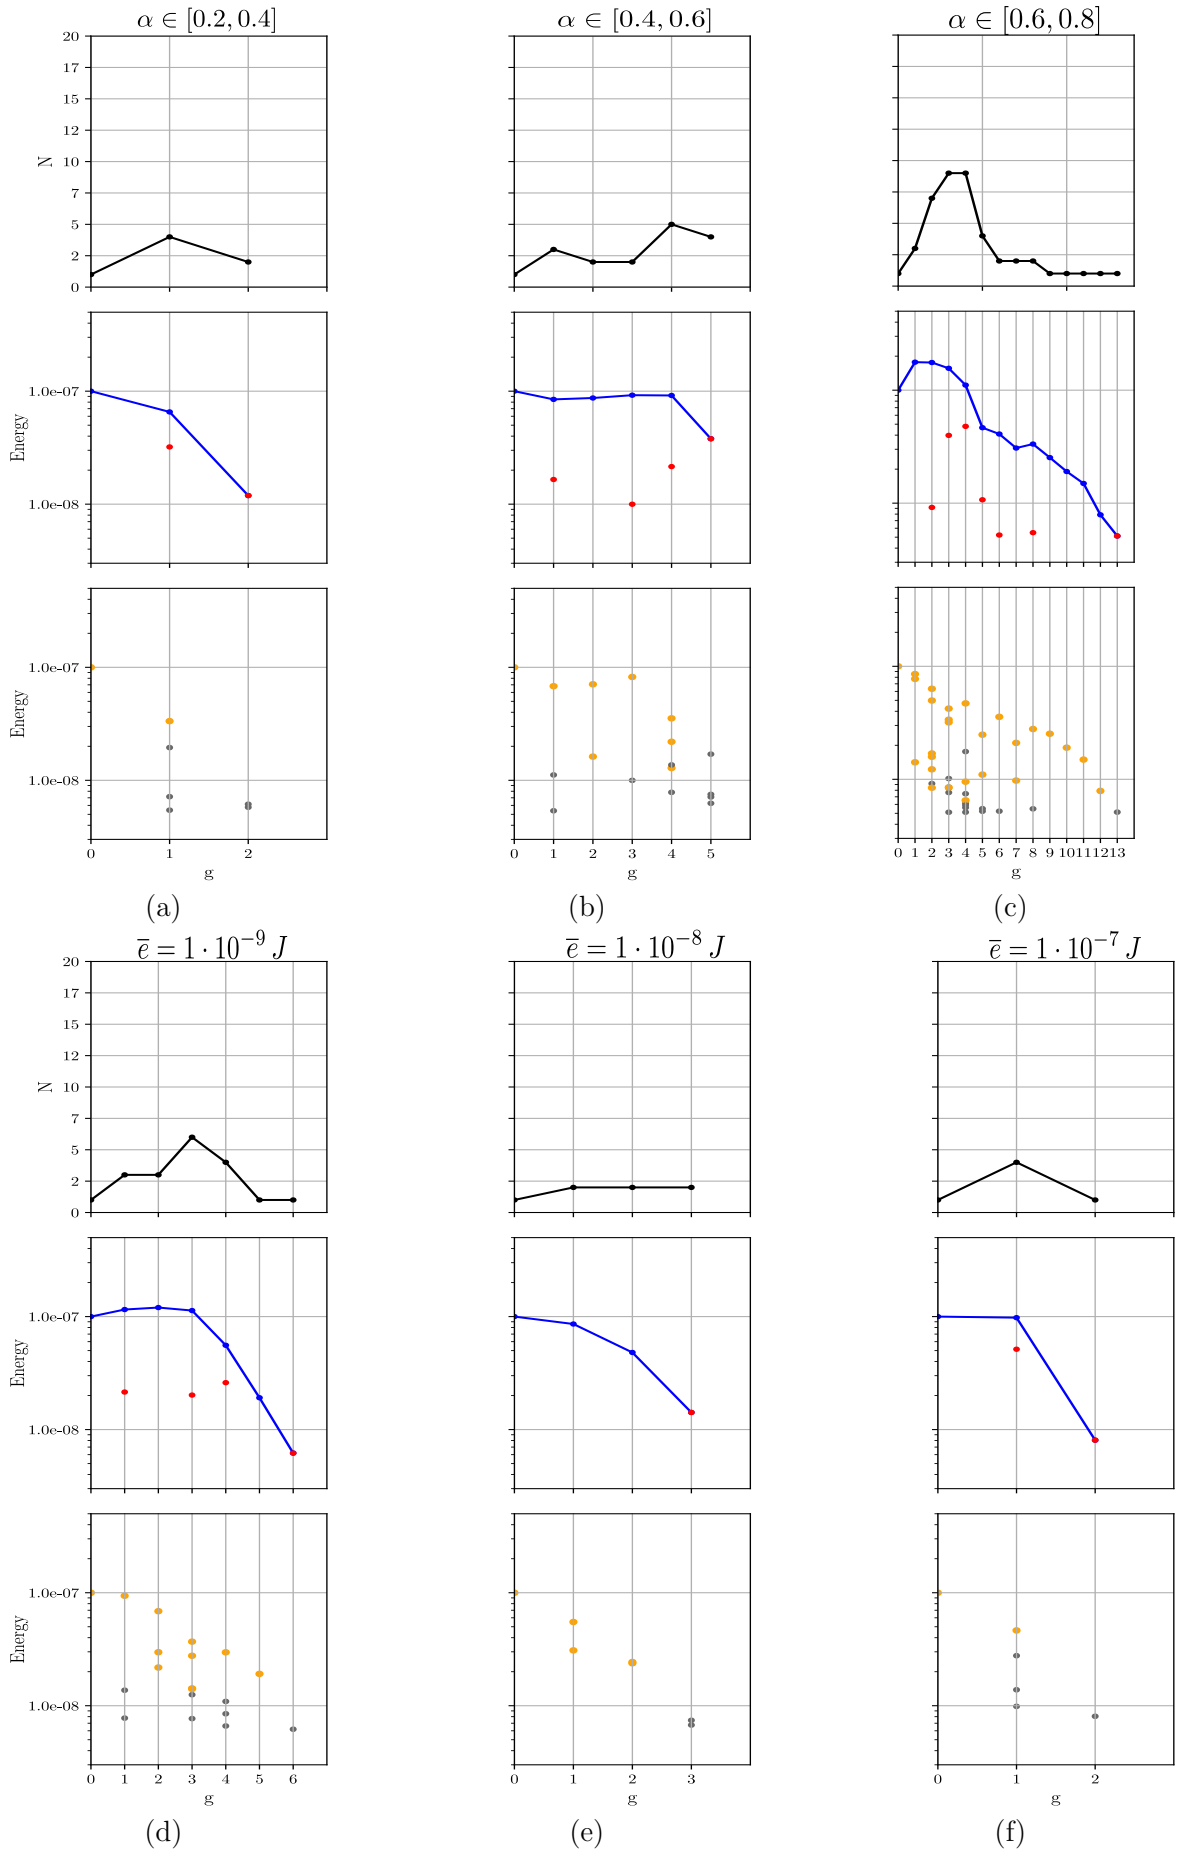 α ∈ [0.2, 0.4] α ∈ [0.4, 0.6] α ∈ [0.6, 0.8]
20
17
15
12
10
7
5
2
0
N
1.0e-07
1.0e-08
Energy
1.0e-07
1.0e-08
Energy
0 1 2
g
0 1 2 3 4 5
g
0 1 2 3 4 5 6 7 8 9 10 11 12 13
g
(a) (b) (c)
e̅ = 1 · 10⁻⁹ J e̅ = 1 · 10⁻⁸ J e̅ = 1 · 10⁻⁷ J
20
17
15
12
10
7
5
2
0
N
1.0e-07
1.0e-08
Energy
1.0e-07
1.0e-08
Energy
0 1 2 3 4 5 6
g
0 1 2 3
g
0 1 2
g
(d) (e) (f)